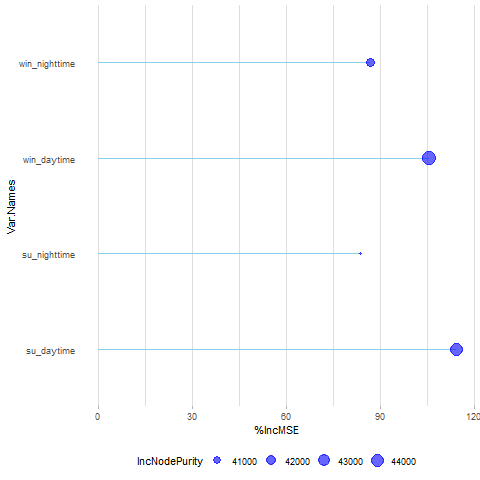 win_nighttime
win_daytime
su_nighttime
su_daytime
Var.Names
0 30 60 90 120
%IncMSE
IncNodePurity 41000 42000 43000 44000